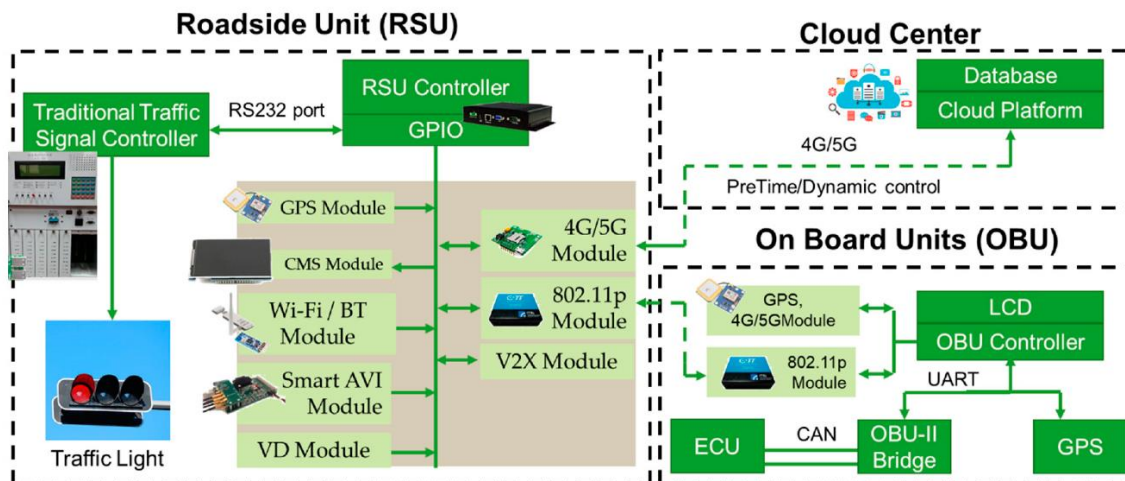 Roadside Unit (RSU)
Traditional Traffic
Signal Controller
RS232 port
RSU Controller
GPIO
GPS Module
CMS Module
Wi-Fi / BT
Module
Smart AVI
Module
VD Module
4G/5G
Module
802.11p
Module
V2X Module
Traffic Light
Cloud Center
Database
Cloud Platform
4G/5G
PreTime/Dynamic control
On Board Units (OBU)
GPS,
4G/5GModule
802.11p
Module
LCD
OBU Controller
UART
ECU
CAN
OBU-II
Bridge
GPS